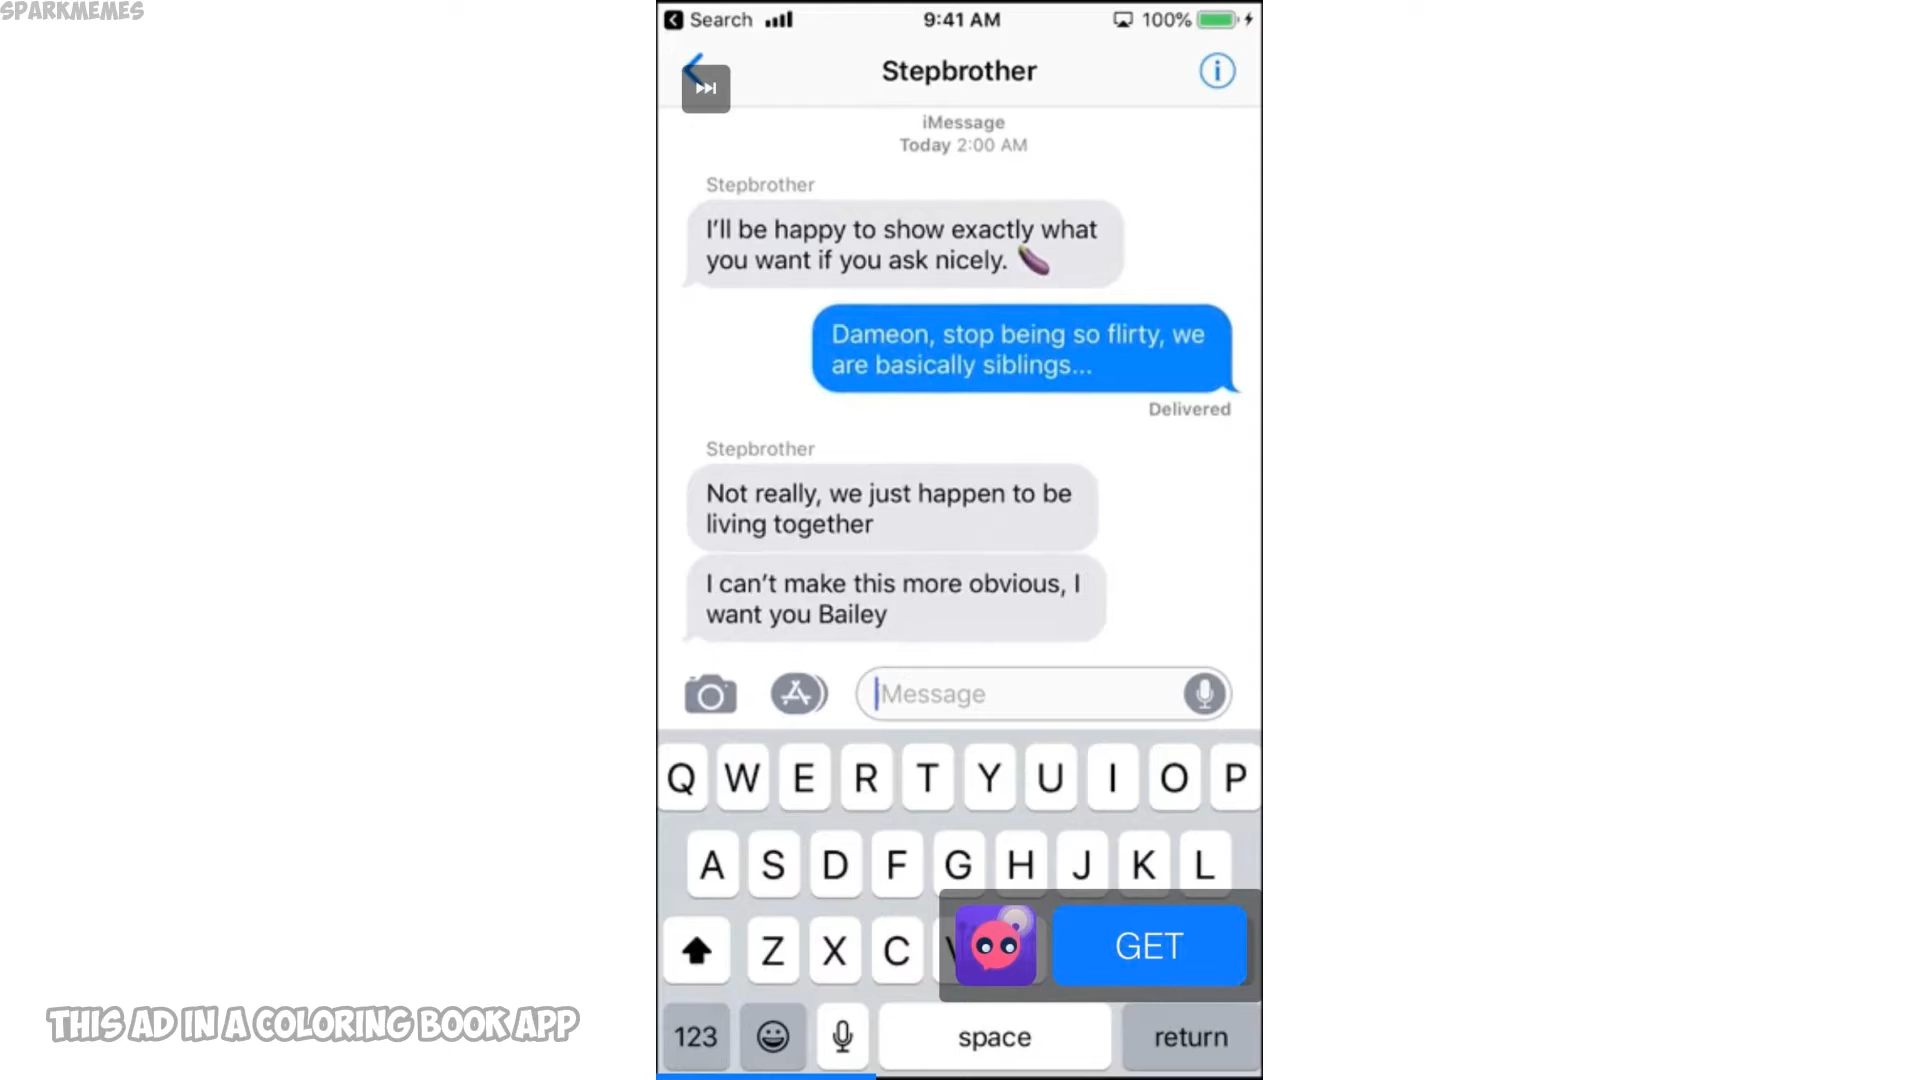 SPARKMEMES
Search
9:41 AM
100%
Stepbrother
iMessage
Today 2:00 AM
Stepbrother
I'll be happy to show exactly what
you want if you ask nicely. 🍆
Dameon, stop being so flirty, we
are basically siblings...
Delivered
Stepbrother
Not really, we just happen to be
living together
I can't make this more obvious, I
want you Bailey
Message
Q W E R T Y U I O P
A S D F G H J K L
Z X C
GET
THIS AD IN A COLORING BOOK APP
123
space
return